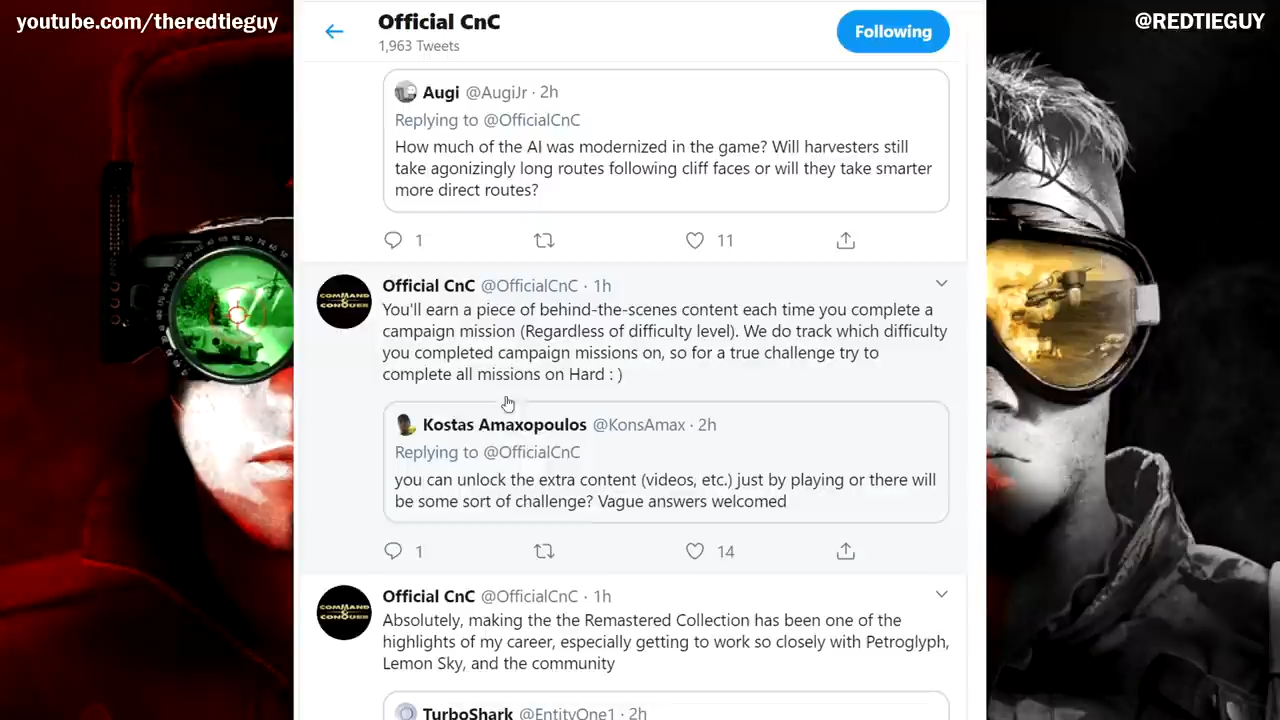 youtube.com/theredtieguy
@REDTIEGUY
Official CnC
1,963 Tweets
Following
Augi @AugiJr · 2h
Replying to @OfficialCnC
How much of the AI was modernized in the game? Will harvesters still
take agonizingly long routes following cliff faces or will they take smarter
more direct routes?
1
11
Official CnC @OfficialCnC · 1h
You'll earn a piece of behind-the-scenes content each time you complete a
campaign mission (Regardless of difficulty level). We do track which difficulty
you completed campaign missions on, so for a true challenge try to
complete all missions on Hard : )
COMMAND
& CONQUER
Kostas Amaxopoulos @KonsAmax · 2h
Replying to @OfficialCnC
you can unlock the extra content (videos, etc.) just by playing or there will
be some sort of challenge? Vague answers welcomed
1
14
Official CnC @OfficialCnC · 1h
Absolutely, making the the Remastered Collection has been one of the
highlights of my career, especially getting to work so closely with Petroglyph,
Lemon Sky, and the community
COMMAND
& CONQUER
TurboShark @EntityOne1 · 2h